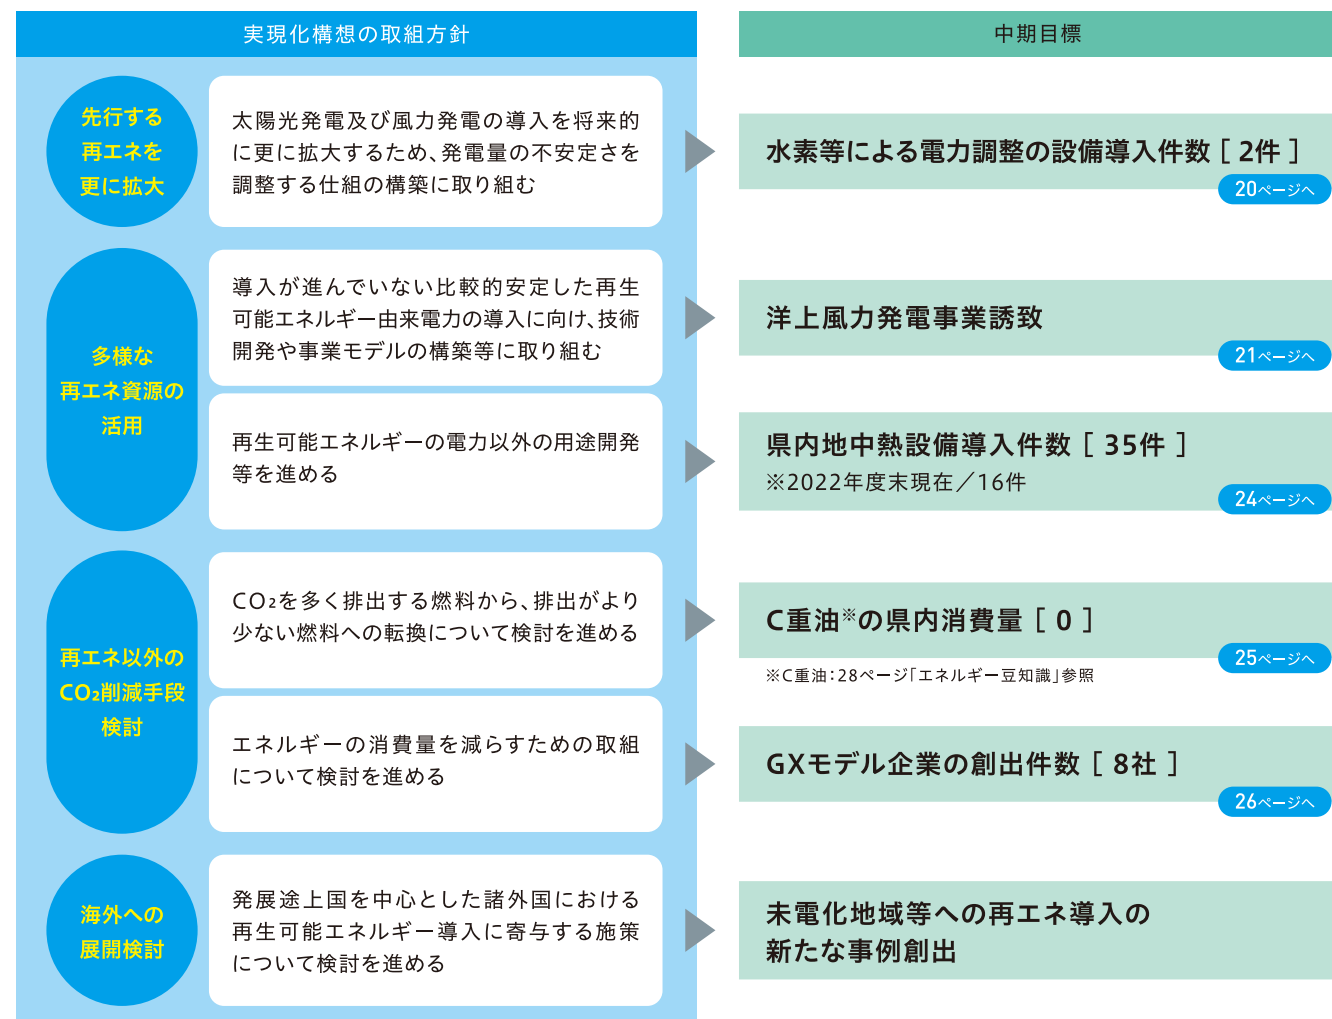 実現化構想の取組方針
中期目標
先行する
再エネを
更に拡大
太陽光発電及び風力発電の導入を将来的
に更に拡大するため、発電量の不安定さを
調整する仕組の構築に取り組む
水素等による電力調整の設備導入件数［ 2件 ］
20ページへ
多様な
再エネ資源の
活用
導入が進んでいない比較的安定した再生
可能エネルギー由来電力の導入に向け、技術
開発や事業モデルの構築等に取り組む
洋上風力発電事業誘致
21ページへ
再生可能エネルギーの電力以外の用途開発
等を進める
県内地中熱設備導入件数［ 35件 ］
※2022年度末現在／16件
24ページへ
再エネ以外の
CO₂削減手段
検討
CO₂を多く排出する燃料から、排出がより
少ない燃料への転換について検討を進める
C重油※の県内消費量［ 0 ］
25ページへ
※C重油：28ページ「エネルギー豆知識」参照
エネルギーの消費量を減らすための取組
について検討を進める
GXモデル企業の創出件数［ 8社 ］
26ページへ
海外への
展開検討
発展途上国を中心とした諸外国における
再生可能エネルギー導入に寄与する施策
について検討を進める
未電化地域等への再エネ導入の
新たな事例創出